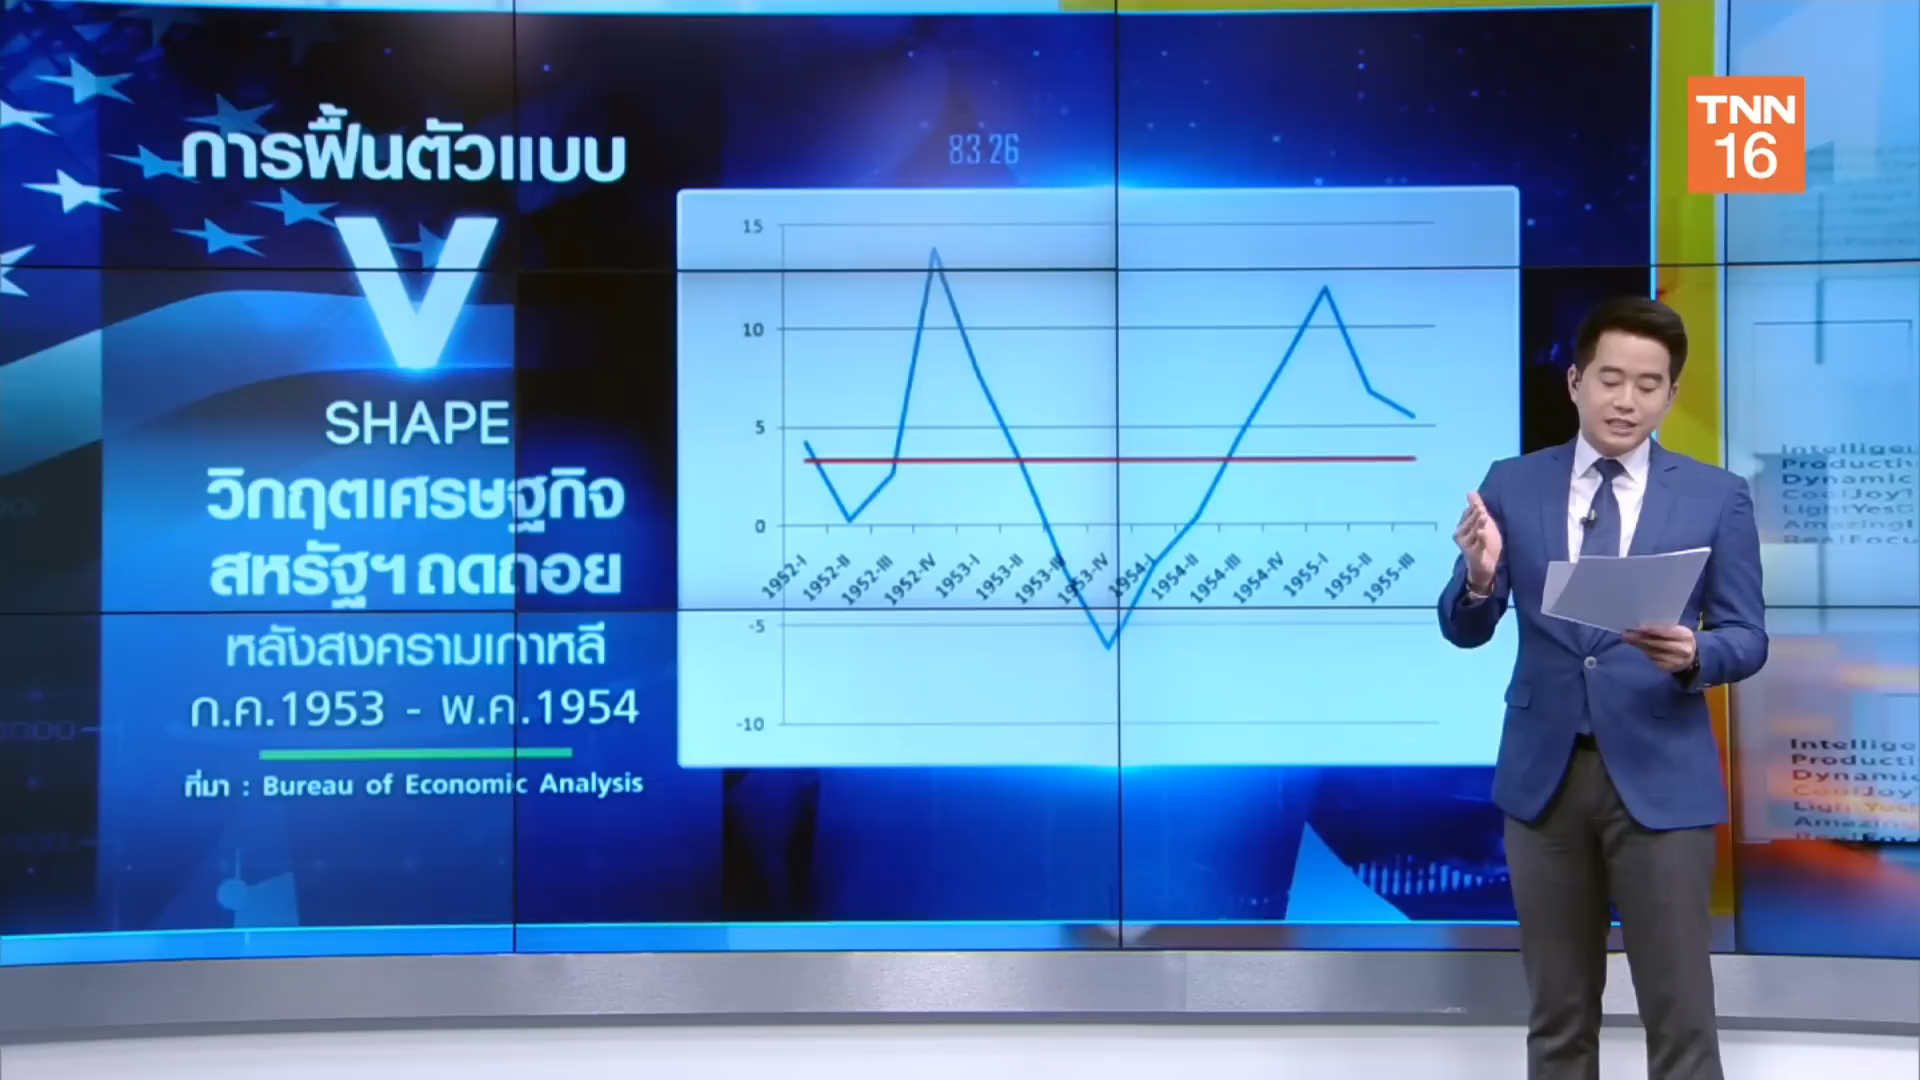 การฟื้นตัวแบบ
V
SHAPE
วิกฤตเศรษฐกิจ
สหรัฐฯ ถดถอย
หลังสงครามเกาหลี
ก.ค.1953 - พ.ค.1954
ที่มา : Bureau of Economic Analysis
83.26
15
10
5
0
-5
-10
1952-I
1952-II
1952-III
1952-IV
1953-I
1953-II
1953-III
1953-IV
1954-I
1954-II
1954-III
1954-IV
1955-I
1955-II
1955-III
TNN
16
Dynamic
Dynamic